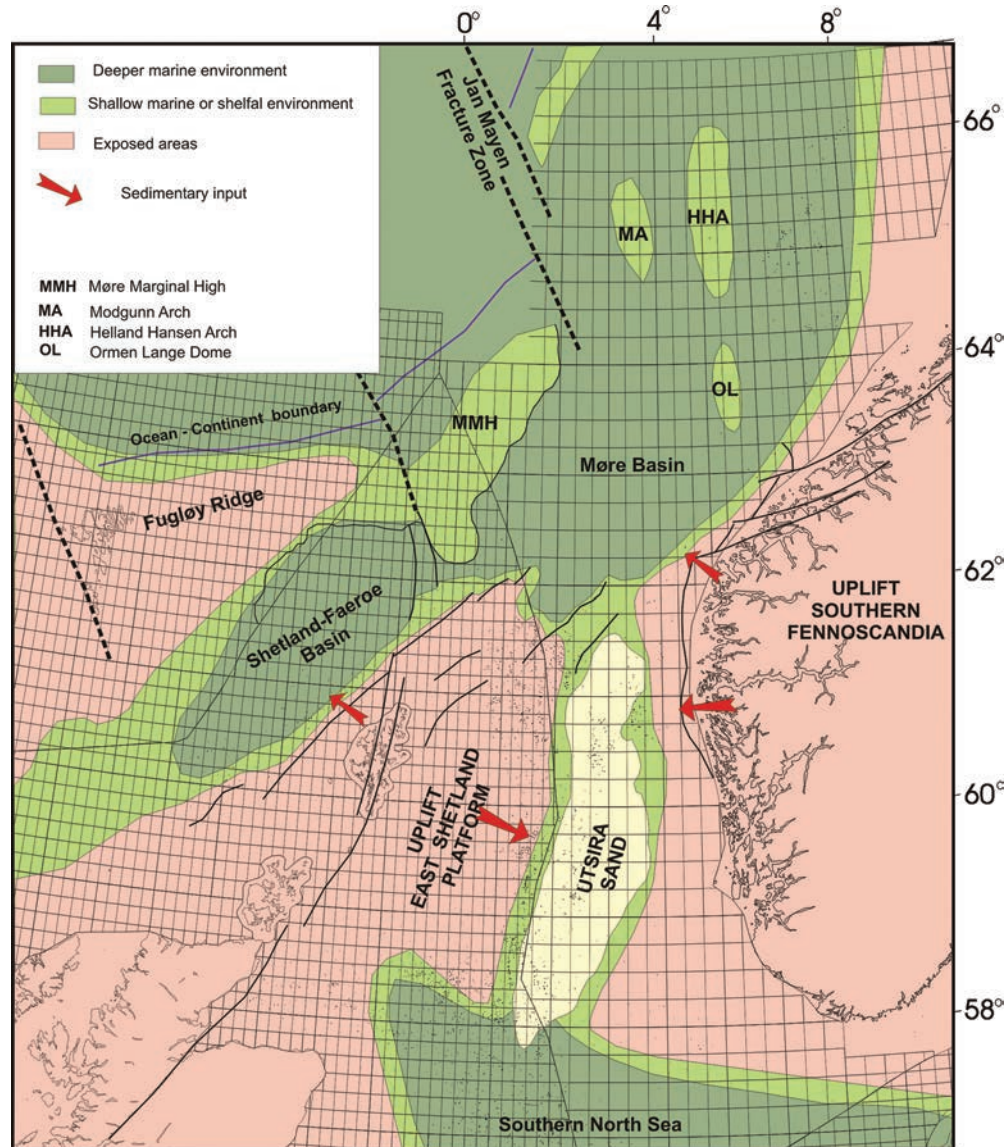 0° 4° 8°
Deeper marine environment
Shallow marine or shelfal environment
Exposed areas
Sedimentary input
MMH Møre Marginal High
MA Modgunn Arch
HHA Helland Hansen Arch
OL Ormen Lange Dome
Jan Mayen
Fracture Zone
66°
HHA
MA
64°
OL
MMH
Ocean - Continent boundary
Møre Basin
Fugløy Ridge
62°
UPLIFT
SOUTHERN
FENNOSCANDIA
Shetland-Faeroe
Basin
60°
UPLIFT
EAST SHETLAND
PLATFORM
UTSIRA
SAND
58°
Southern North Sea